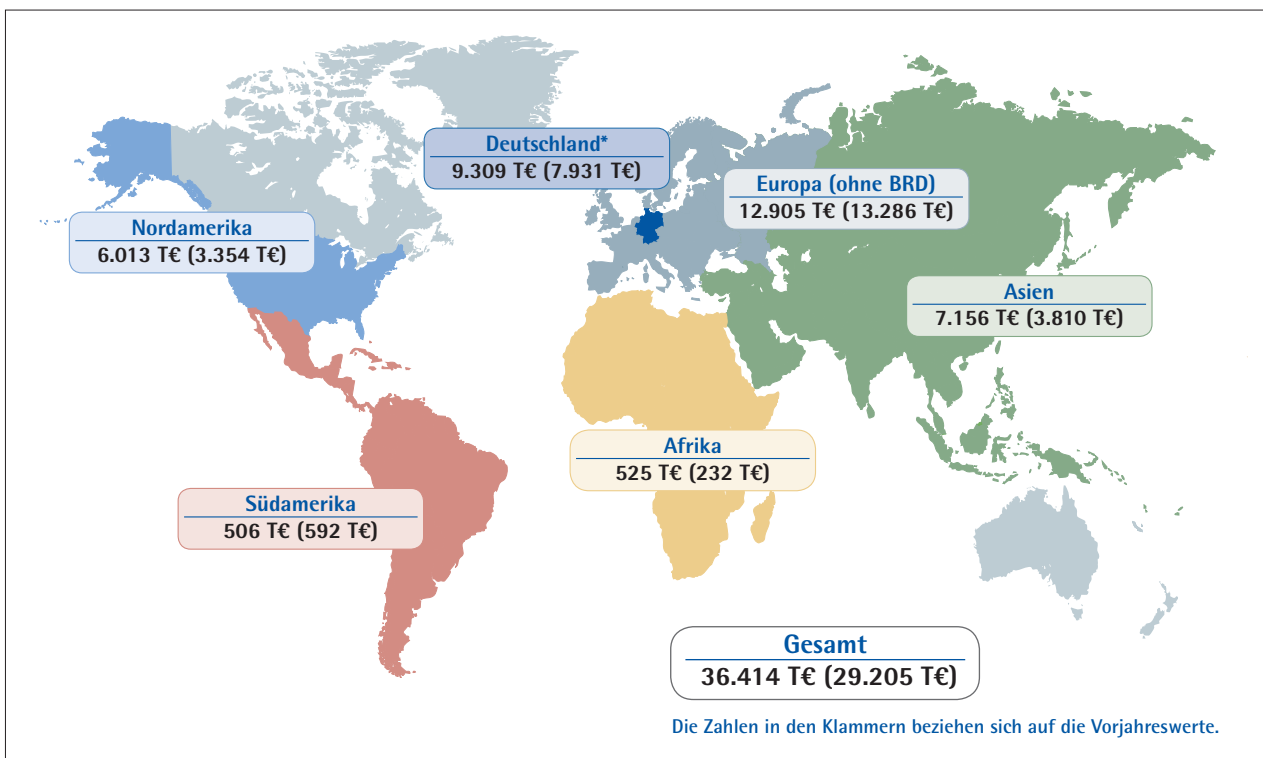 Deutschland*
9.309 T€ (7.931 T€)
Europa (ohne BRD)
12.905 T€ (13.286 T€)
Nordamerika
6.013 T€ (3.354 T€)
Asien
7.156 T€ (3.810 T€)
Afrika
525 T€ (232 T€)
Südamerika
506 T€ (592 T€)
Gesamt
36.414 T€ (29.205 T€)
Die Zahlen in den Klammern beziehen sich auf die Vorjahreswerte.